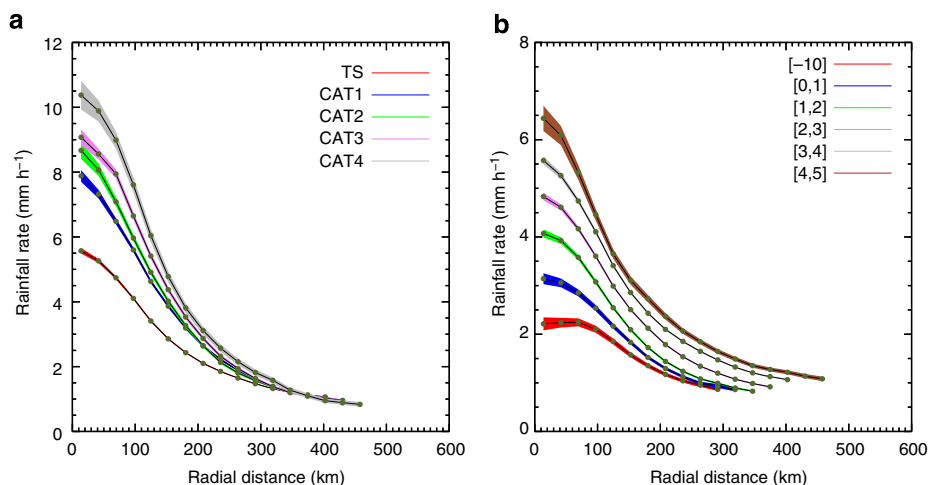 a
12
10
8
6
4
2
0
0 100 200 300 400 500 600
Rainfall rate (mm h⁻¹)
Radial distance (km)
TS
CAT1
CAT2
CAT3
CAT4
b
8
6
4
2
0
0 100 200 300 400 500 600
Rainfall rate (mm h⁻¹)
Radial distance (km)
[−10]
[0,1]
[1,2]
[2,3]
[3,4]
[4,5]